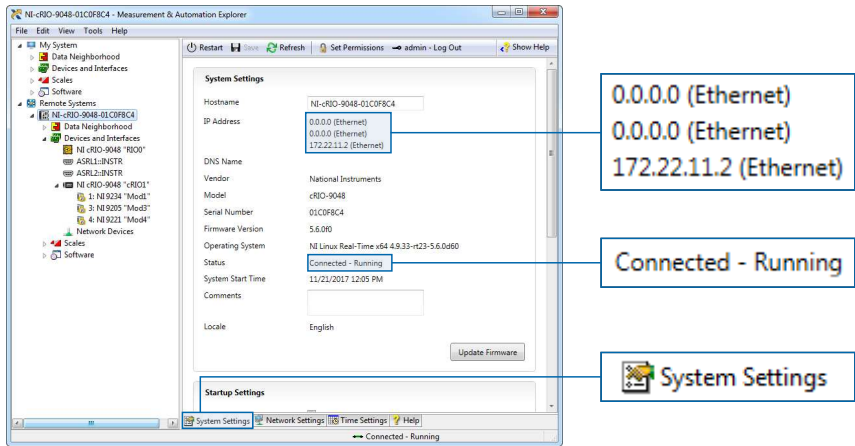 NI-cRIO-9048-01C0F8C4 - Measurement & Automation Explorer
File Edit View Tools Help
My System
Data Neighborhood
Devices and Interfaces
Scales
Software
Remote Systems
NI-cRIO-9048-01C0F8C4
Data Neighborhood
Devices and Interfaces
NI cRIO-9048 "RIO0"
ASRL1::INSTR
ASRL2::INSTR
NI cRIO-9048 "cRIO1"
1: NI 9234 "Mod1"
3: NI 9205 "Mod3"
4: NI 9221 "Mod4"
Network Devices
Scales
Software
Restart Save Refresh Set Permissions admin - Log Out Show Help
System Settings
Hostname NI-cRIO-9048-01C0F8C4
IP Address 0.0.0.0 (Ethernet)
0.0.0.0 (Ethernet)
172.22.11.2 (Ethernet)
DNS Name
Vendor National Instruments
Model cRIO-9048
Serial Number 01C0F8C4
Firmware Version 5.6.0f0
Operating System NI Linux Real-Time x64 4.9.33-rt23-5.6.0d60
Status Connected - Running
System Start Time 11/21/2017 12:05 PM
Comments
Locale English
Update Firmware
Startup Settings
System Settings Network Settings Time Settings Help
Connected - Running
0.0.0.0 (Ethernet)
0.0.0.0 (Ethernet)
172.22.11.2 (Ethernet)
Connected - Running
System Settings